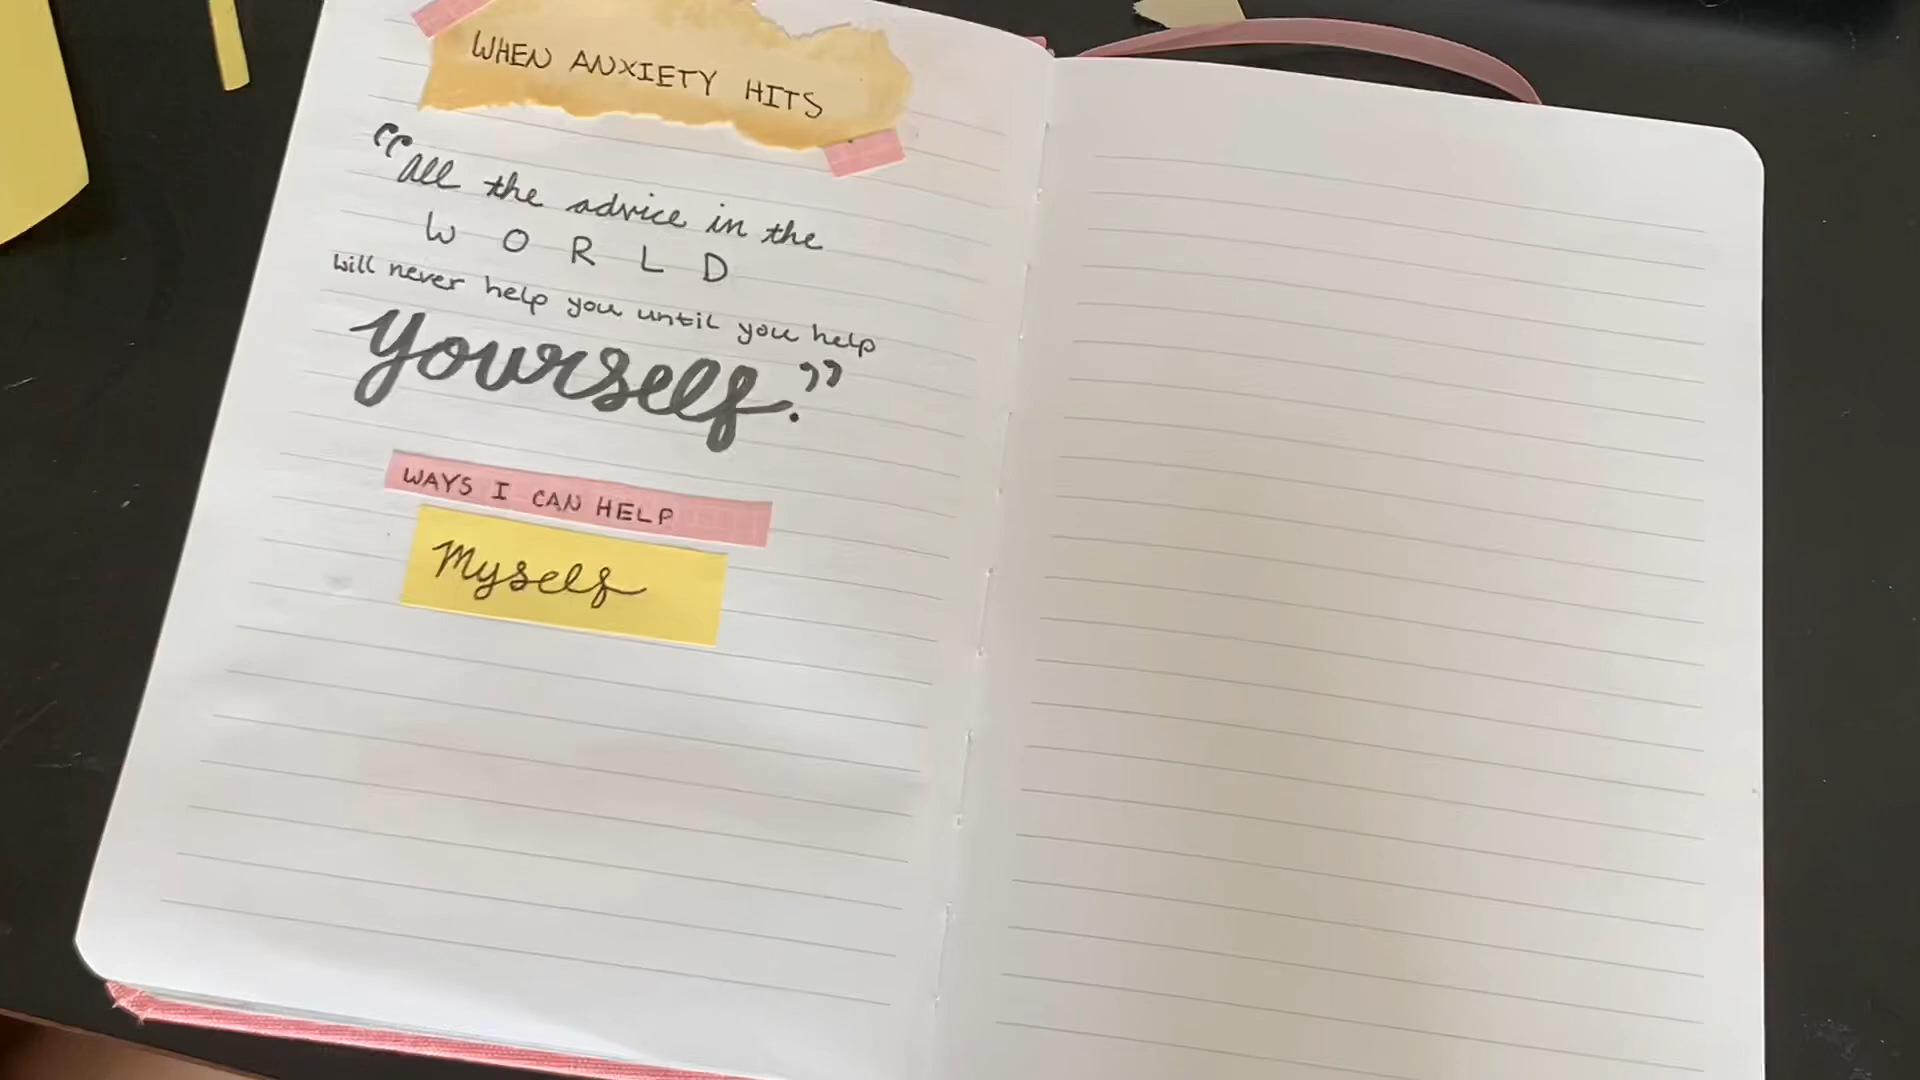 WHEN ANXIETY HITS
“All the advice in the
WORLD
will never help you until you help
yourself.”
WAYS I CAN HELP
Myself